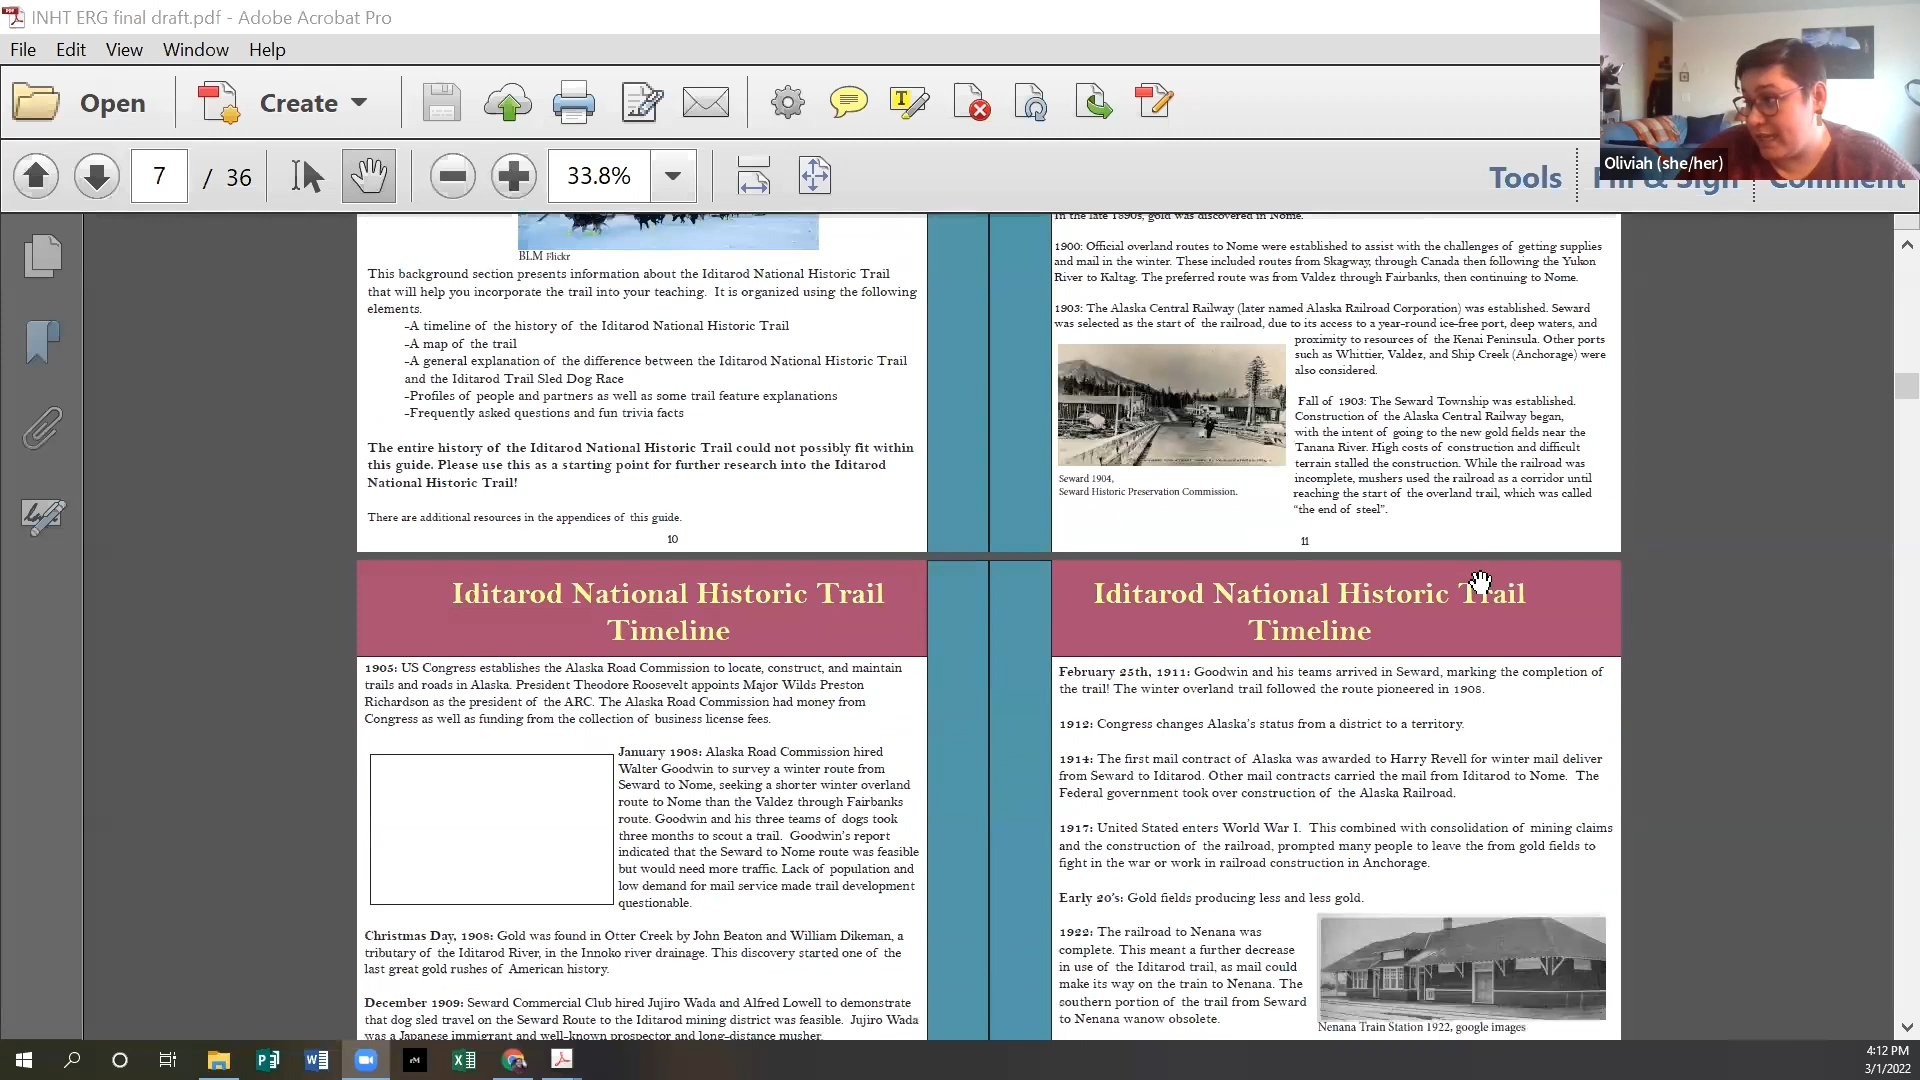 INHT ERG final draft.pdf - Adobe Acrobat Pro
File Edit View Window Help
Open Create
7 / 36 33.8% Tools
Oliviah (she/her)
BLM Flickr
This background section presents information about the Iditarod National Historic Trail
that will help you incorporate the trail into your teaching. It is organized using the following
elements.
-A timeline of the history of the Iditarod National Historic Trail
-A map of the trail
-A general explanation of the difference between the Iditarod National Historic Trail
and the Iditarod Trail Sled Dog Race
-Profiles of people and partners as well as some trail feature explanations
-Frequently asked questions and fun trivia facts
The entire history of the Iditarod National Historic Trail could not possibly fit within
this guide. Please use this as a starting point for further research into the Iditarod
National Historic Trail!
There are additional resources in the appendices of this guide.
10
In the late 1890s, gold was discovered in Nome.
1900: Official overland routes to Nome were established to assist with the challenges of getting supplies
and mail in the winter. These included routes from Skagway, through Canada then following the Yukon
River to Kaltag. The preferred route was from Valdez through Fairbanks, then continuing to Nome.
1903: The Alaska Central Railway (later named Alaska Railroad Corporation) was established. Seward
was selected as the start of the railroad, due to its access to a year-round ice-free port, deep waters, and
proximity to resources of the Kenai Peninsula. Other ports
such as Whittier, Valdez, and Ship Creek (Anchorage) were
also considered.
Fall of 1903: The Seward Township was established.
Construction of the Alaska Central Railway began,
with the intent of going to the new gold fields near the
Tanana River. High costs of construction and difficult
terrain stalled the construction. While the railroad was
incomplete, mushers used the railroad as a corridor until
reaching the start of the overland trail, which was called
“the end of steel”.
Seward 1904,
Seward Historic Preservation Commission.
11
Iditarod National Historic Trail
Timeline
1905: US Congress establishes the Alaska Road Commission to locate, construct, and maintain
trails and roads in Alaska. President Theodore Roosevelt appoints Major Wilds Preston
Richardson as the president of the ARC. The Alaska Road Commission had money from
Congress as well as funding from the collection of business license fees.
January 1908: Alaska Road Commission hired
Walter Goodwin to survey a winter route from
Seward to Nome, seeking a shorter winter overland
route to Nome than the Valdez through Fairbanks
route. Goodwin and his three teams of dogs took
three months to scout a trail. Goodwin’s report
indicated that the Seward to Nome route was feasible
but would need more traffic. Lack of population and
low demand for mail service made trail development
questionable.
Christmas Day, 1908: Gold was found in Otter Creek by John Beaton and William Dikeman, a
tributary of the Iditarod River, in the Innoko river drainage. This discovery started one of the
last great gold rushes of American history.
December 1909: Seward Commercial Club hired Jujiro Wada and Alfred Lowell to demonstrate
that dog sled travel on the Seward Route to the Iditarod mining district was feasible. Jujiro Wada
was a Japanese immigrant and well-known prospector and long-distance musher.
Iditarod National Historic Trail
Timeline
February 25th, 1911: Goodwin and his teams arrived in Seward, marking the completion of
the trail! The winter overland trail followed the route pioneered in 1908.
1912: Congress changes Alaska’s status from a district to a territory.
1914: The first mail contract of Alaska was awarded to Harry Revell for winter mail deliver
from Seward to Iditarod. Other mail contracts carried the mail from Iditarod to Nome. The
Federal government took over construction of the Alaska Railroad.
1917: United Stated enters World War I. This combined with consolidation of mining claims
and the construction of the railroad, prompted many people to leave the from gold fields to
fight in the war or work in railroad construction in Anchorage.
Early 20’s: Gold fields producing less and less gold.
1922: The railroad to Nenana was
complete. This meant a further decrease
in use of the Iditarod trail, as mail could
make its way on the train to Nenana. The
southern portion of the trail from Seward
to Nenana wanow obsolete.
Nenana Train Station 1922, google images
4:12 PM
3/1/2022